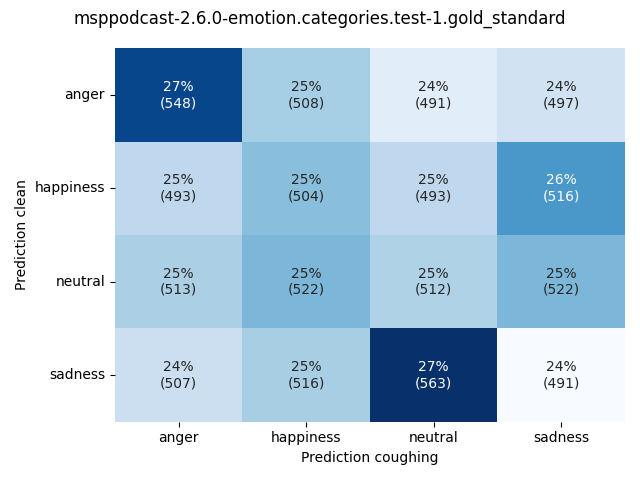 msppodcast-2.6.0-emotion.categories.test-1.gold_standard
Prediction clean
anger
27%
(548)
25%
(508)
24%
(491)
24%
(497)
happiness
25%
(493)
25%
(504)
25%
(493)
26%
(516)
neutral
25%
(513)
25%
(522)
25%
(512)
25%
(522)
sadness
24%
(507)
25%
(516)
27%
(563)
24%
(491)
anger
happiness
neutral
sadness
Prediction coughing